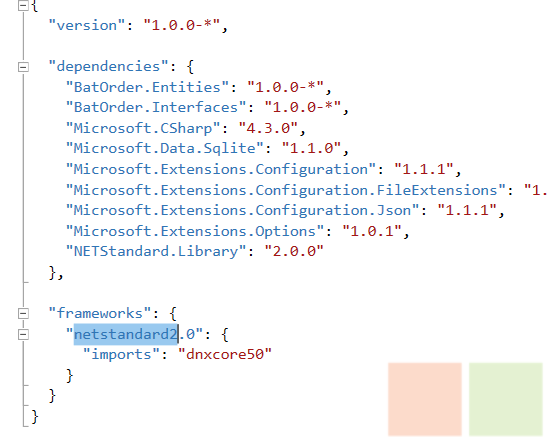 {
"version": "1.0.0-*",
"dependencies": {
"BatOrder.Entities": "1.0.0-*",
"BatOrder.Interfaces": "1.0.0-*",
"Microsoft.CSharp": "4.3.0",
"Microsoft.Data.Sqlite": "1.1.0",
"Microsoft.Extensions.Configuration": "1.1.1",
"Microsoft.Extensions.Configuration.FileExtensions": "1.
"Microsoft.Extensions.Configuration.Json": "1.1.1",
"Microsoft.Extensions.Options": "1.0.1",
"NETStandard.Library": "2.0.0"
},
"frameworks": {
"netstandard2.0": {
"imports": "dnxcore50"
}
}
}